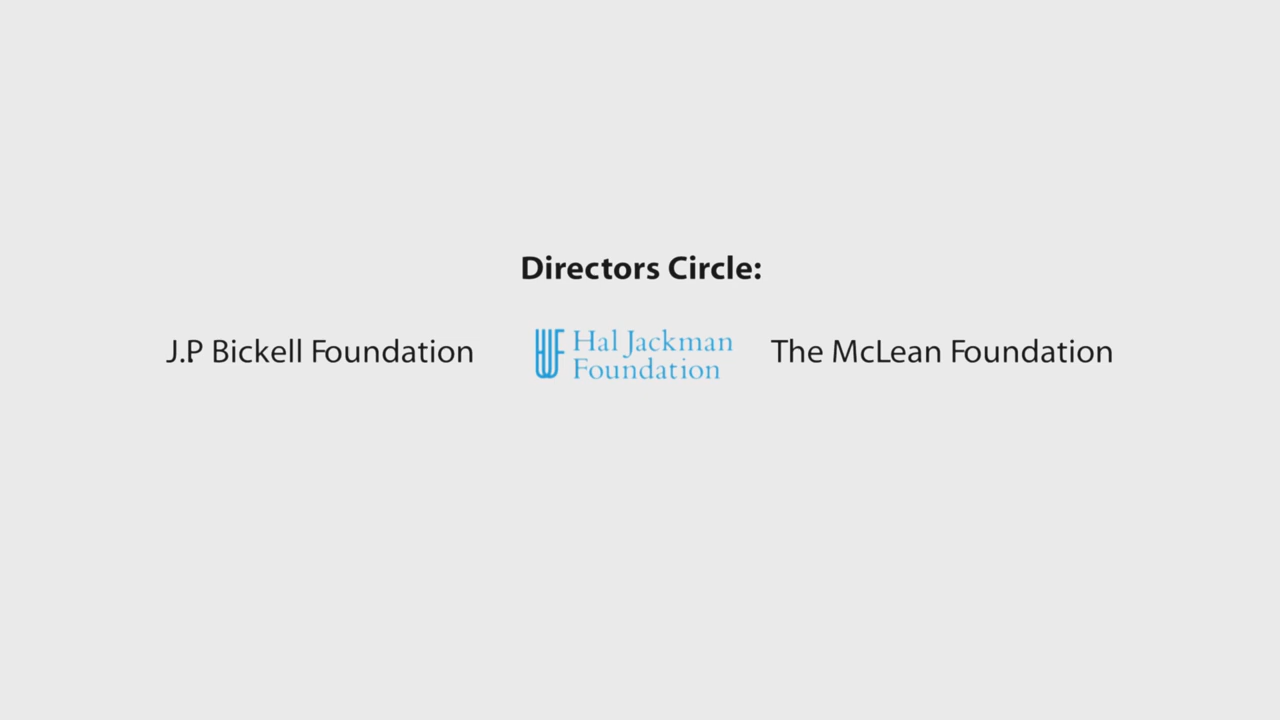 Directors Circle:
J.P Bickell Foundation
Hal Jackman
Foundation
The McLean Foundation